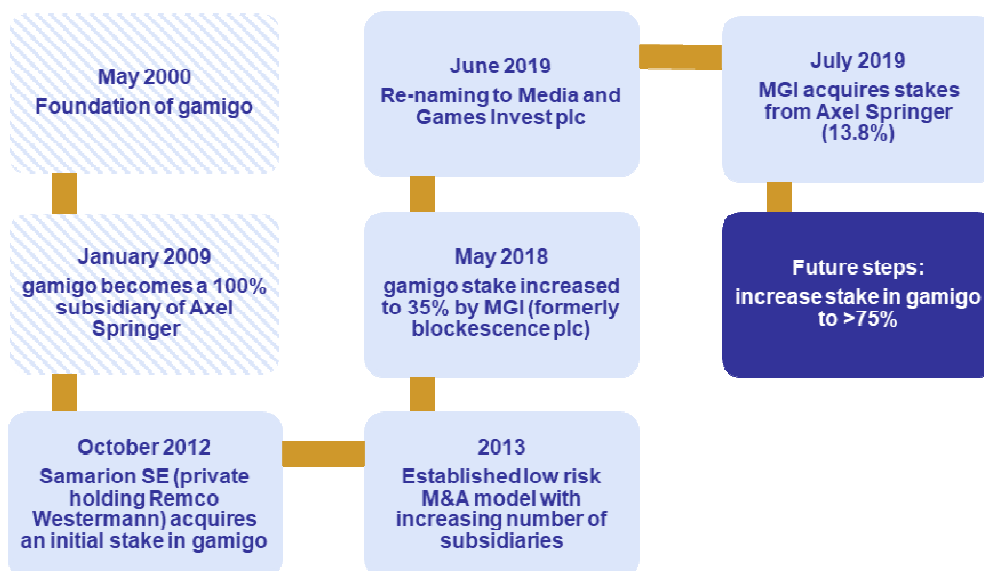 May 2000
Foundation of gamigo
January 2009
gamigo becomes a 100%
subsidiary of Axel
Springer
October 2012
Samarion SE (private
holding Remco
Westermann) acquires
an initial stake in gamigo
2013
Established low risk
M&A model with
increasing number of
subsidiaries
May 2018
gamigo stake increased
to 35% by MGI (formerly
blockescence plc)
June 2019
Re-naming to Media and
Games Invest plc
July 2019
MGI acquires stakes
from Axel Springer
(13.8%)
Future steps:
increase stake in gamigo
to >75%